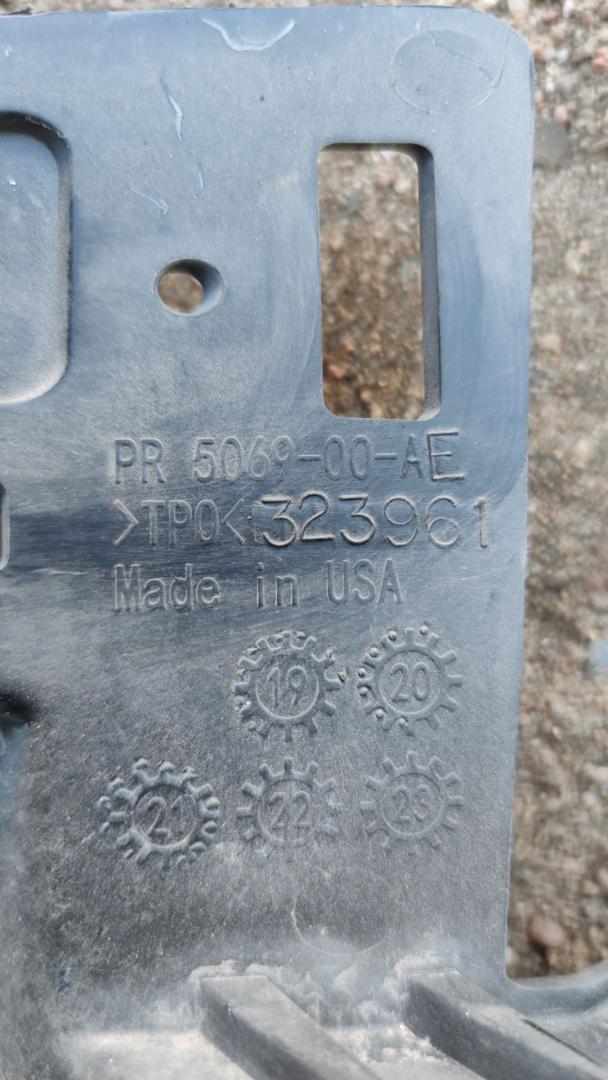 PR 5069-00-AE
>TPO<323961
Made in USA
19 20
21 22 23